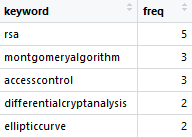 keyword freq
rsa 5
montgomeryalgorithm 3
accesscontrol 3
differentialcryptanalysis 2
ellipticcurve 2